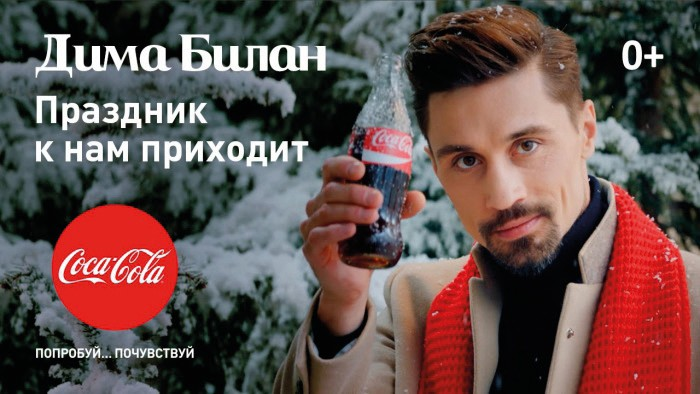 Дима Билан
0+
Праздник
к нам приходит
Coca-Cola
Coca-Cola
ПОПРОБУЙ... ПОЧУВСТВУЙ